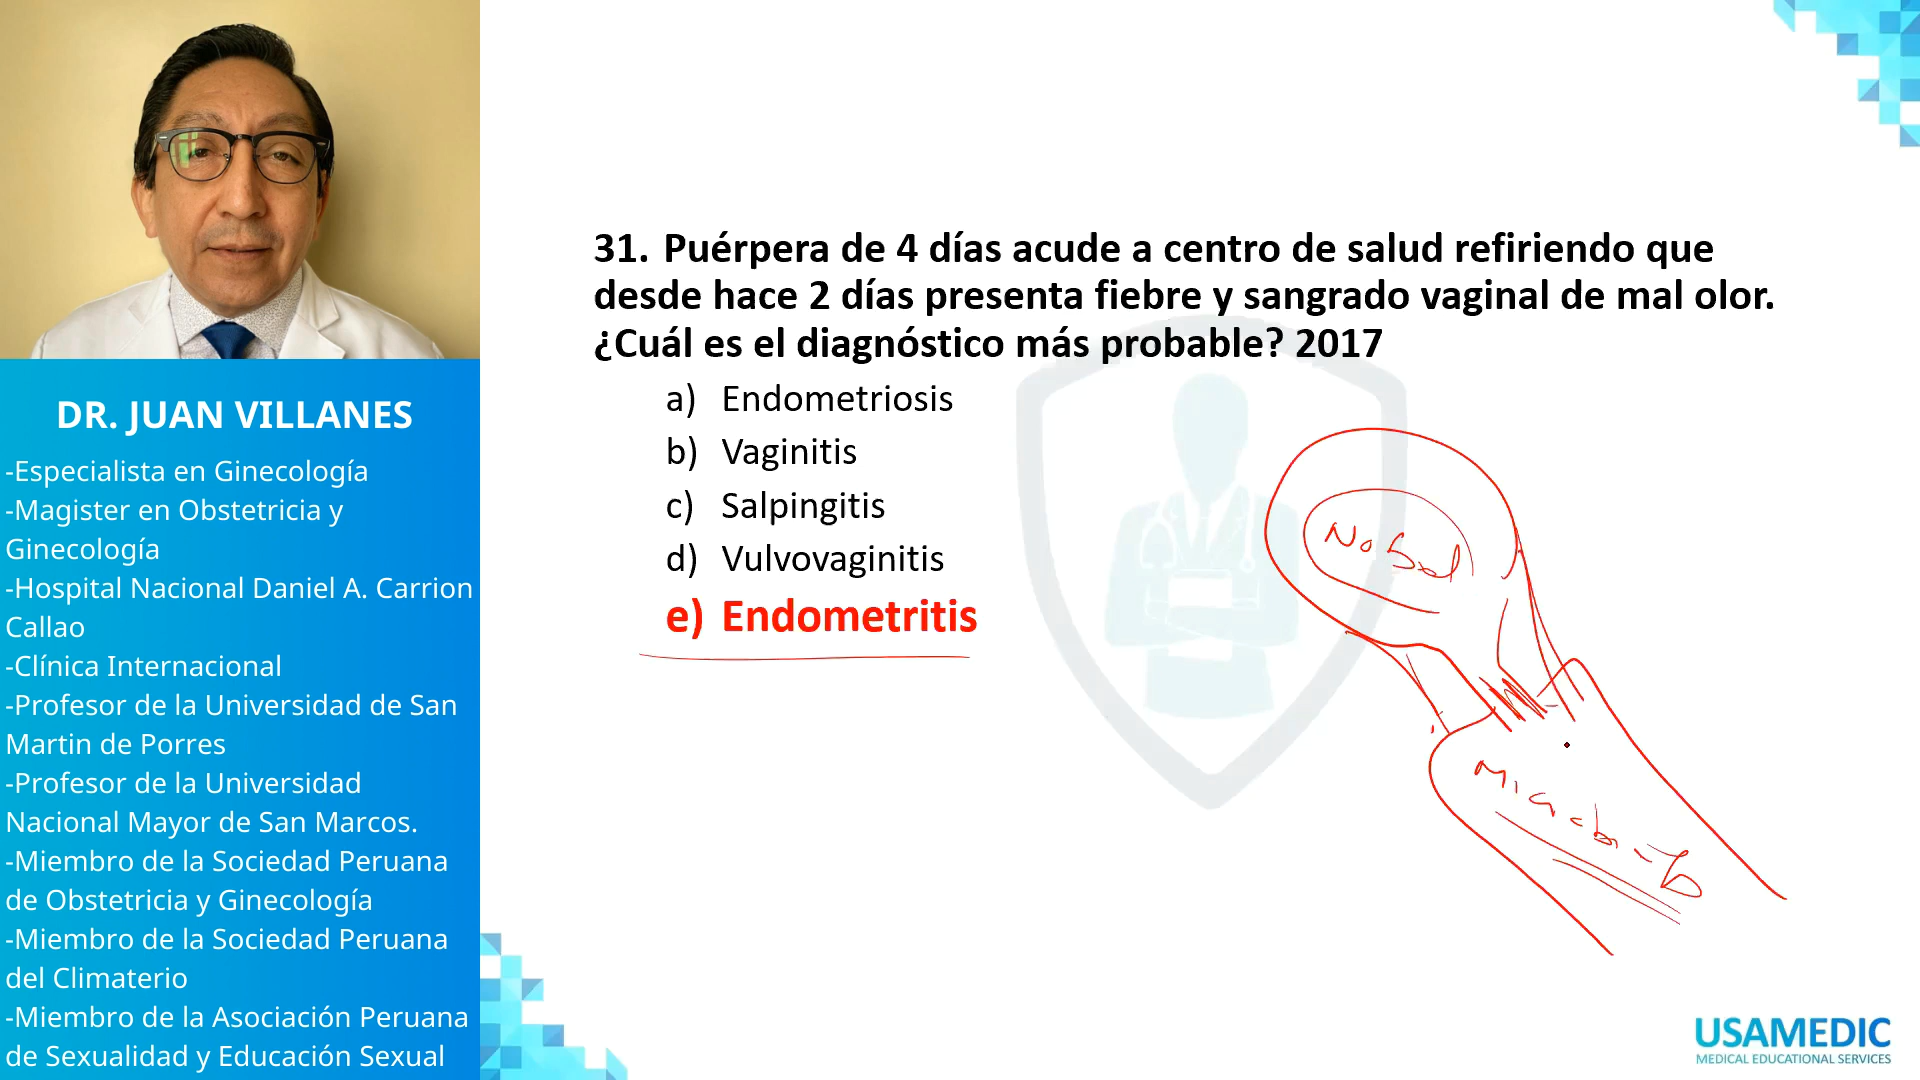 DR. JUAN VILLANES
-Especialista en Ginecología
-Magister en Obstetricia y
Ginecología
-Hospital Nacional Daniel A. Carrion
Callao
-Clínica Internacional
-Profesor de la Universidad de San
Martin de Porres
-Profesor de la Universidad
Nacional Mayor de San Marcos.
-Miembro de la Sociedad Peruana
de Obstetricia y Ginecología
-Miembro de la Sociedad Peruana
del Climaterio
-Miembro de la Asociación Peruana
de Sexualidad y Educación Sexual
31. Puérpera de 4 días acude a centro de salud refiriendo que
desde hace 2 días presenta fiebre y sangrado vaginal de mal olor.
¿Cuál es el diagnóstico más probable? 2017
a) Endometriosis
b) Vaginitis
c) Salpingitis
d) Vulvovaginitis
e) Endometritis
No
USAMEDIC
MEDICAL EDUCATIONAL SERVICES